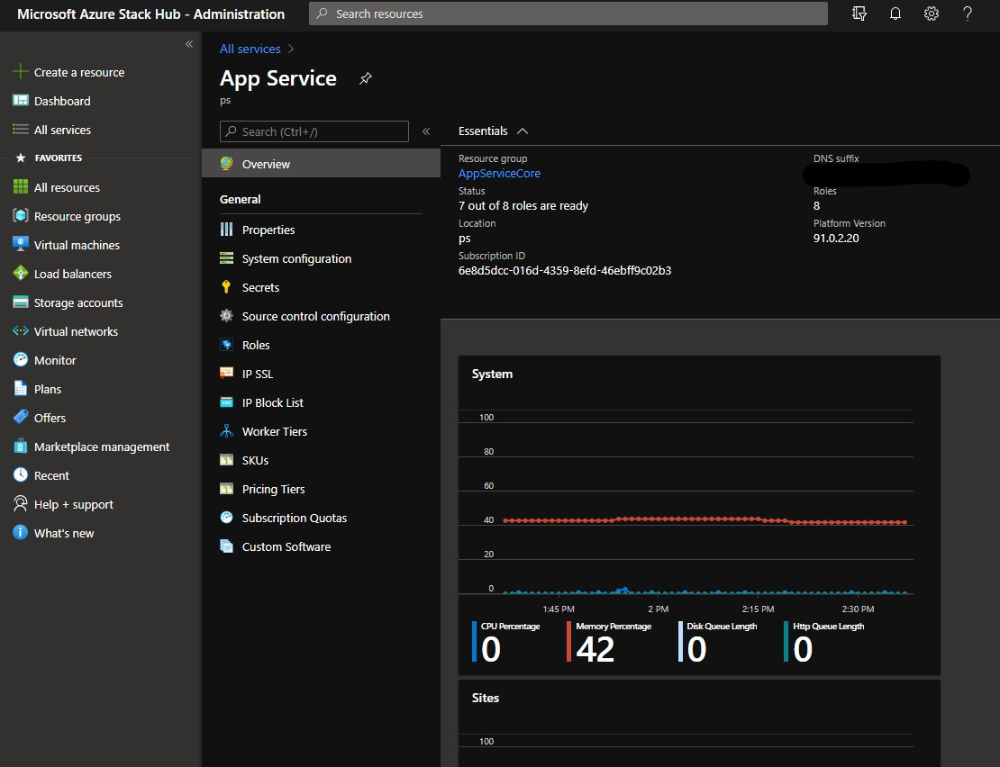 Microsoft Azure Stack Hub - Administration
Search resources
Create a resource
Dashboard
All services
FAVORITES
All resources
Resource groups
Virtual machines
Load balancers
Storage accounts
Virtual networks
Monitor
Plans
Offers
Marketplace management
Recent
Help + support
What's new
All services
App Service
ps
Search (Ctrl+/)
Overview
General
Properties
System configuration
Secrets
Source control configuration
Roles
IP SSL
IP Block List
Worker Tiers
SKUs
Pricing Tiers
Subscription Quotas
Custom Software
Essentials
Resource group
AppServiceCore
Status
7 out of 8 roles are ready
Location
ps
Subscription ID
6e8d5dcc-016d-4359-8efd-46ebff9c02b3
DNS suffix
Roles
8
Platform Version
91.0.2.20
System
100
80
60
40
20
0
1:45 PM 2 PM 2:15 PM 2:30 PM
CPU Percentage
0
Memory Percentage
42
Disk Queue Length
0
Http Queue Length
0
Sites
100